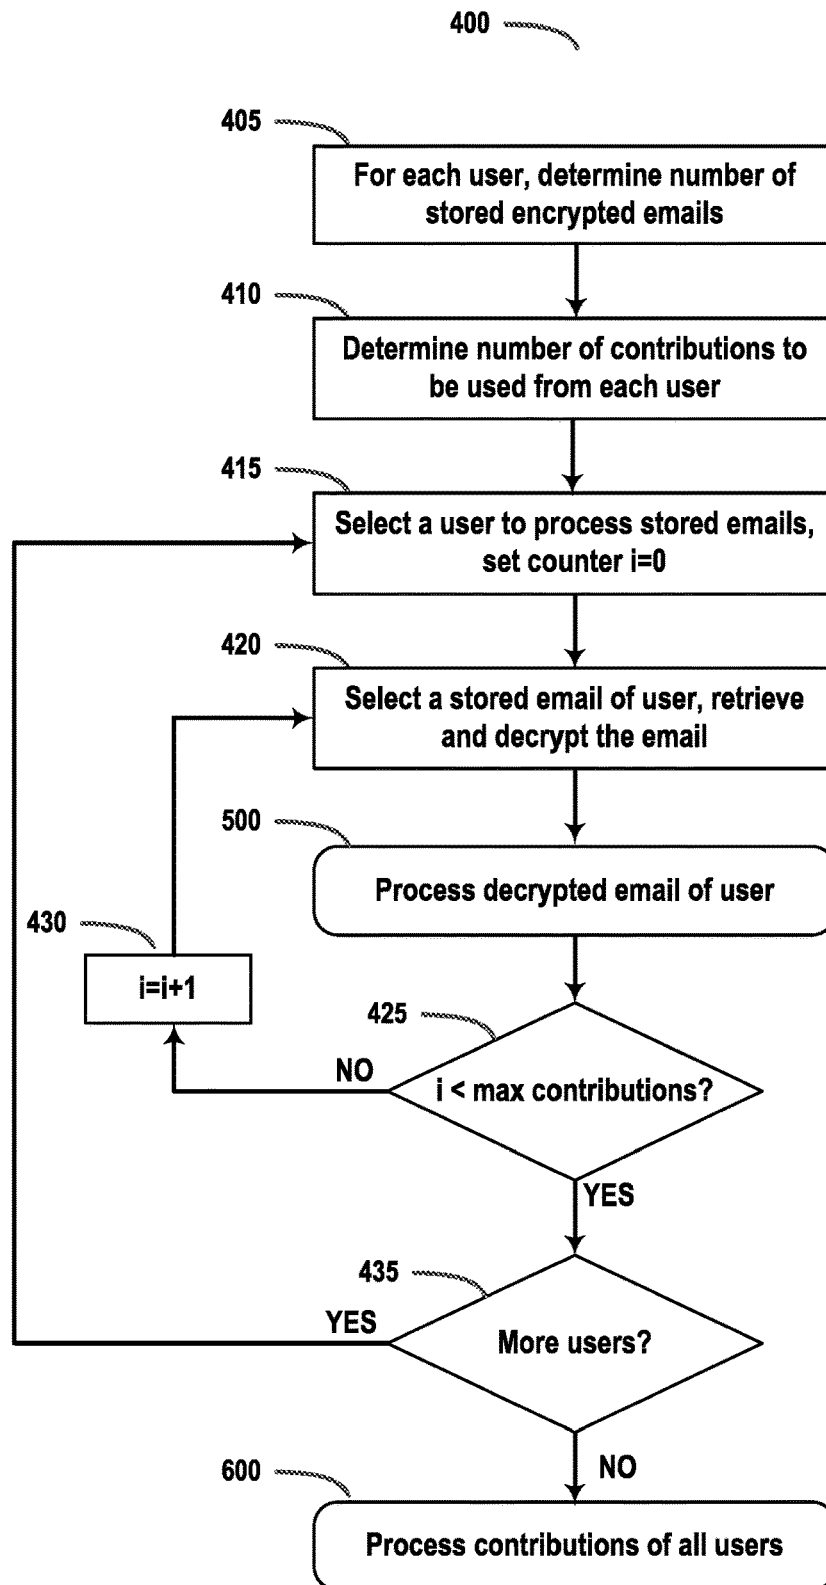 400
405
For each user, determine number of
stored encrypted emails
410
Determine number of contributions to
be used from each user
415
Select a user to process stored emails,
set counter i=0
420
Select a stored email of user, retrieve
and decrypt the email
500
Process decrypted email of user
430
i=i+1
425
NO
i < max contributions?
YES
435
YES
More users?
NO
600
Process contributions of all users